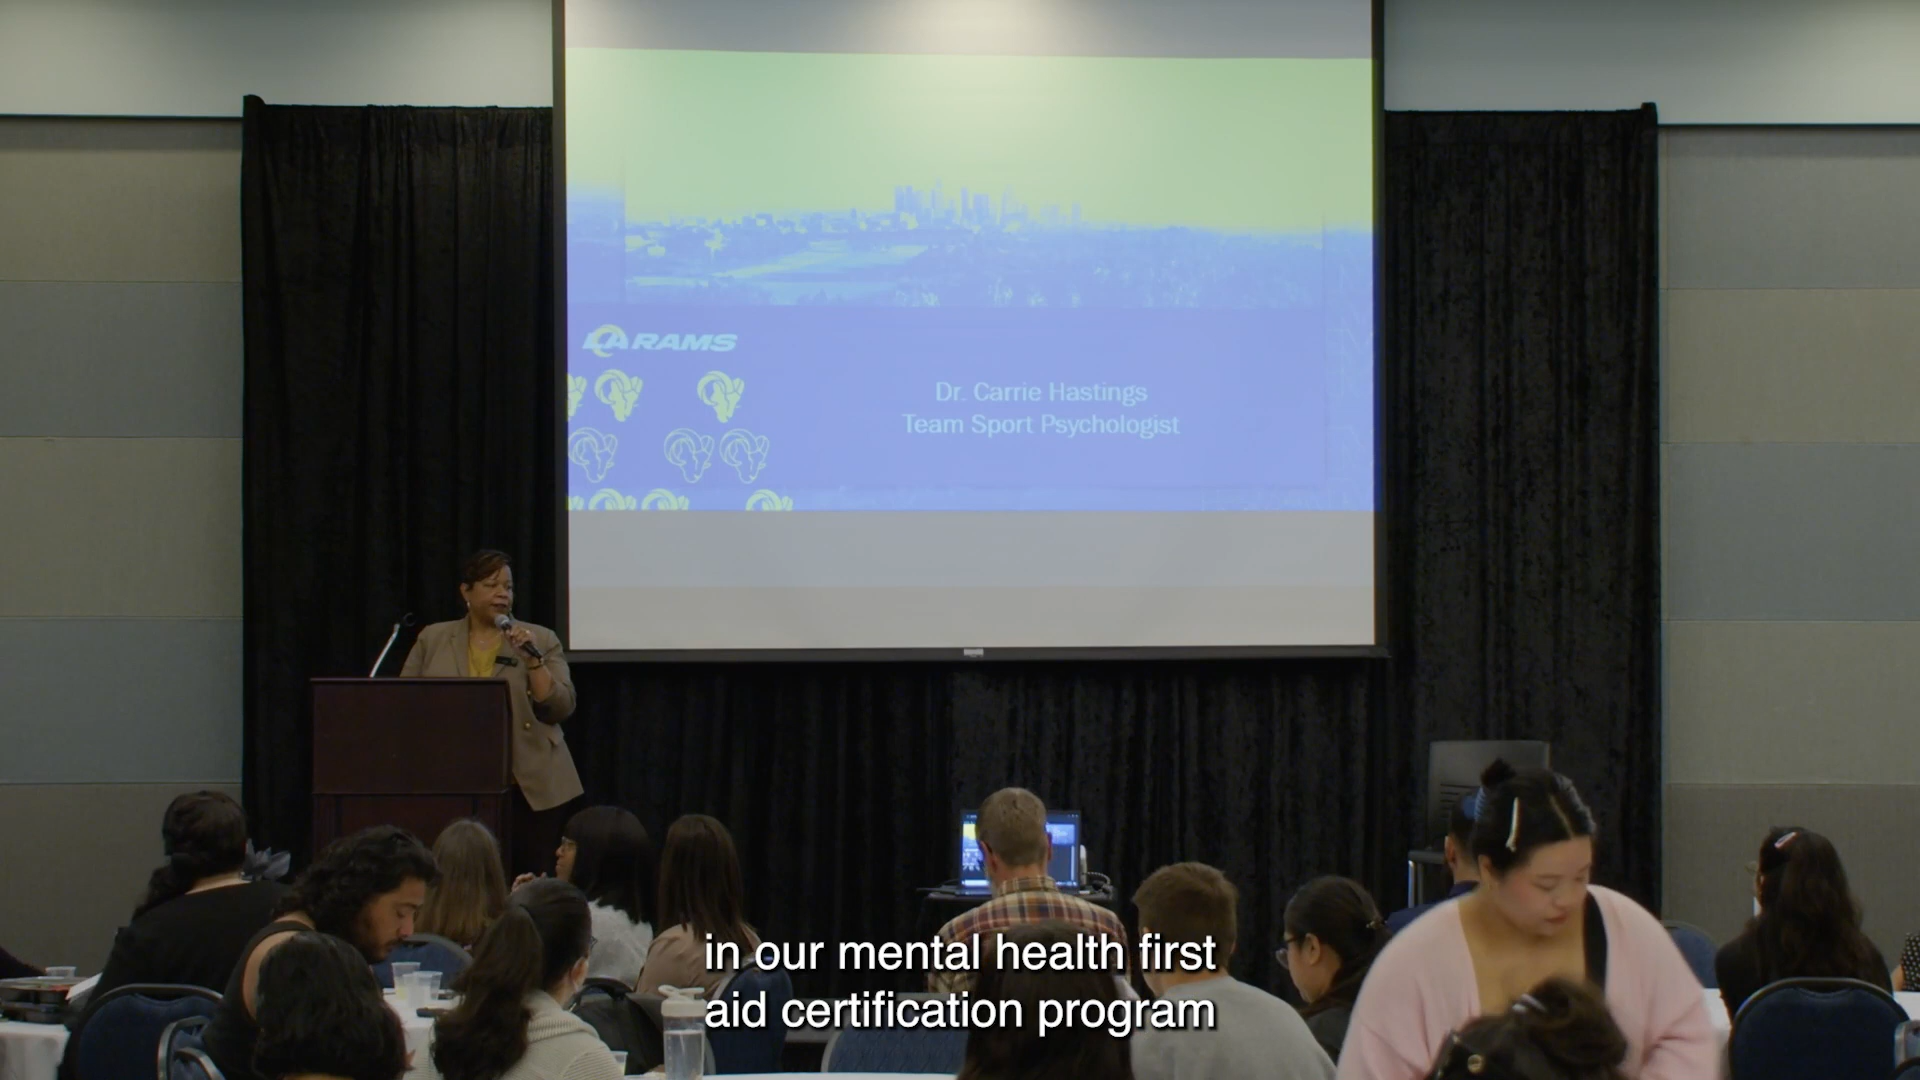 LA RAMS
Dr. Carrie Hastings
Team Sport Psychologist
in our mental health first
aid certification program